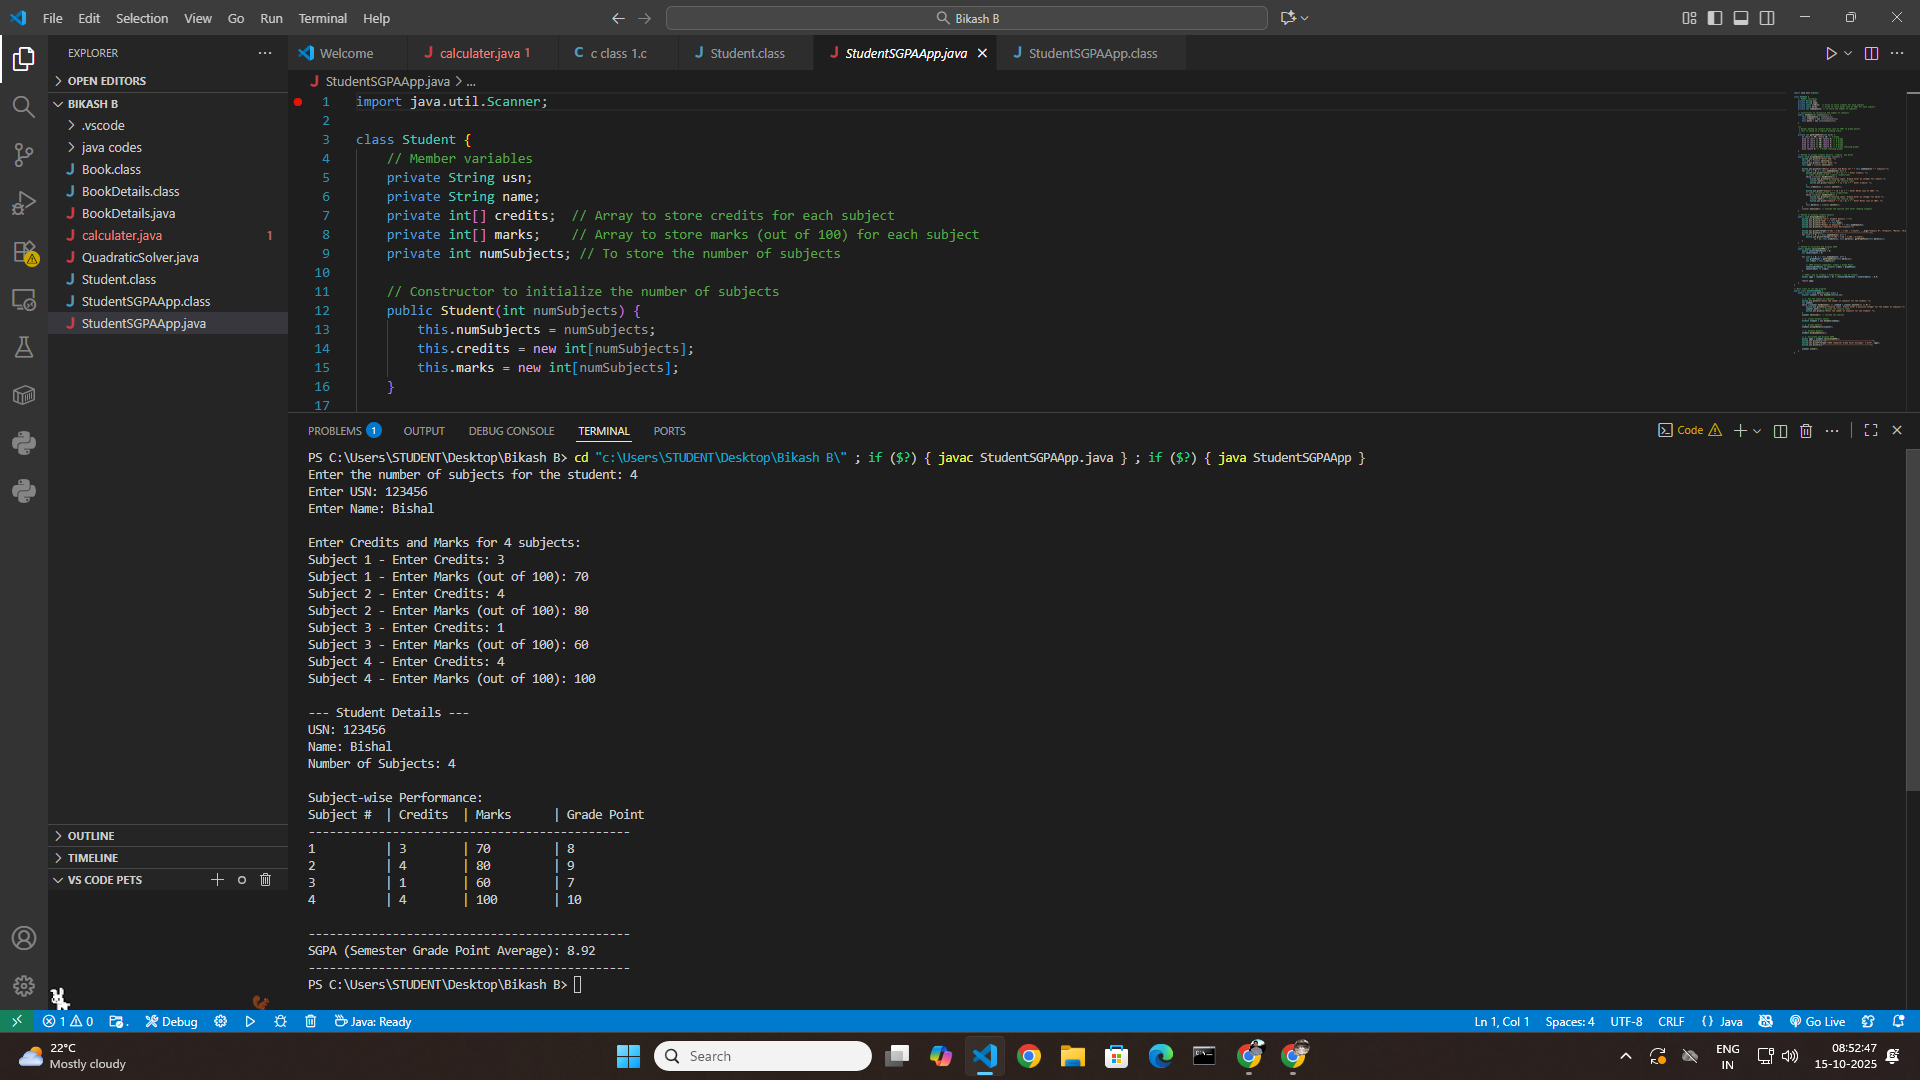 File Edit Selection View Go Run Terminal Help
Bikash B
EXPLORER
OPEN EDITORS
BIKASH B
.vscode
java codes
Book.class
BookDetails.class
BookDetails.java
calculater.java 1
QuadraticSolver.java
Student.class
StudentSGPAApp.class
StudentSGPAApp.java
OUTLINE
TIMELINE
VS CODE PETS
Welcome
calculater.java 1
c class 1.c
Student.class
StudentSGPAApp.java
StudentSGPAApp.class
StudentSGPAApp.java > ...
1 import java.util.Scanner;
2
3 class Student {
4 // Member variables
5 private String usn;
6 private String name;
7 private int[] credits; // Array to store credits for each subject
8 private int[] marks; // Array to store marks (out of 100) for each subject
9 private int numSubjects; // To store the number of subjects
10
11 // Constructor to initialize the number of subjects
12 public Student(int numSubjects) {
13 this.numSubjects = numSubjects;
14 this.credits = new int[numSubjects];
15 this.marks = new int[numSubjects];
16 }
17
PROBLEMS 1 OUTPUT DEBUG CONSOLE TERMINAL PORTS
Code
PS C:\Users\STUDENT\Desktop\Bikash B> cd "c:\Users\STUDENT\Desktop\Bikash B\" ; if ($?) { javac StudentSGPAApp.java } ; if ($?) { java StudentSGPAApp }
Enter the number of subjects for the student: 4
Enter USN: 123456
Enter Name: Bishal
Enter Credits and Marks for 4 subjects:
Subject 1 - Enter Credits: 3
Subject 1 - Enter Marks (out of 100): 70
Subject 2 - Enter Credits: 4
Subject 2 - Enter Marks (out of 100): 80
Subject 3 - Enter Credits: 1
Subject 3 - Enter Marks (out of 100): 60
Subject 4 - Enter Credits: 4
Subject 4 - Enter Marks (out of 100): 100
--- Student Details ---
USN: 123456
Name: Bishal
Number of Subjects: 4
Subject-wise Performance:
Subject # | Credits | Marks | Grade Point
----------------------------------------------
1 | 3 | 70 | 8
2 | 4 | 80 | 9
3 | 1 | 60 | 7
4 | 4 | 100 | 10
----------------------------------------------
SGPA (Semester Grade Point Average): 8.92
----------------------------------------------
PS C:\Users\STUDENT\Desktop\Bikash B>
1 0 Debug Java: Ready
Ln 1, Col 1 Spaces: 4 UTF-8 CRLF {} Java Go Live
22°C
Mostly cloudy
Search
ENG
IN
08:52:47
15-10-2025